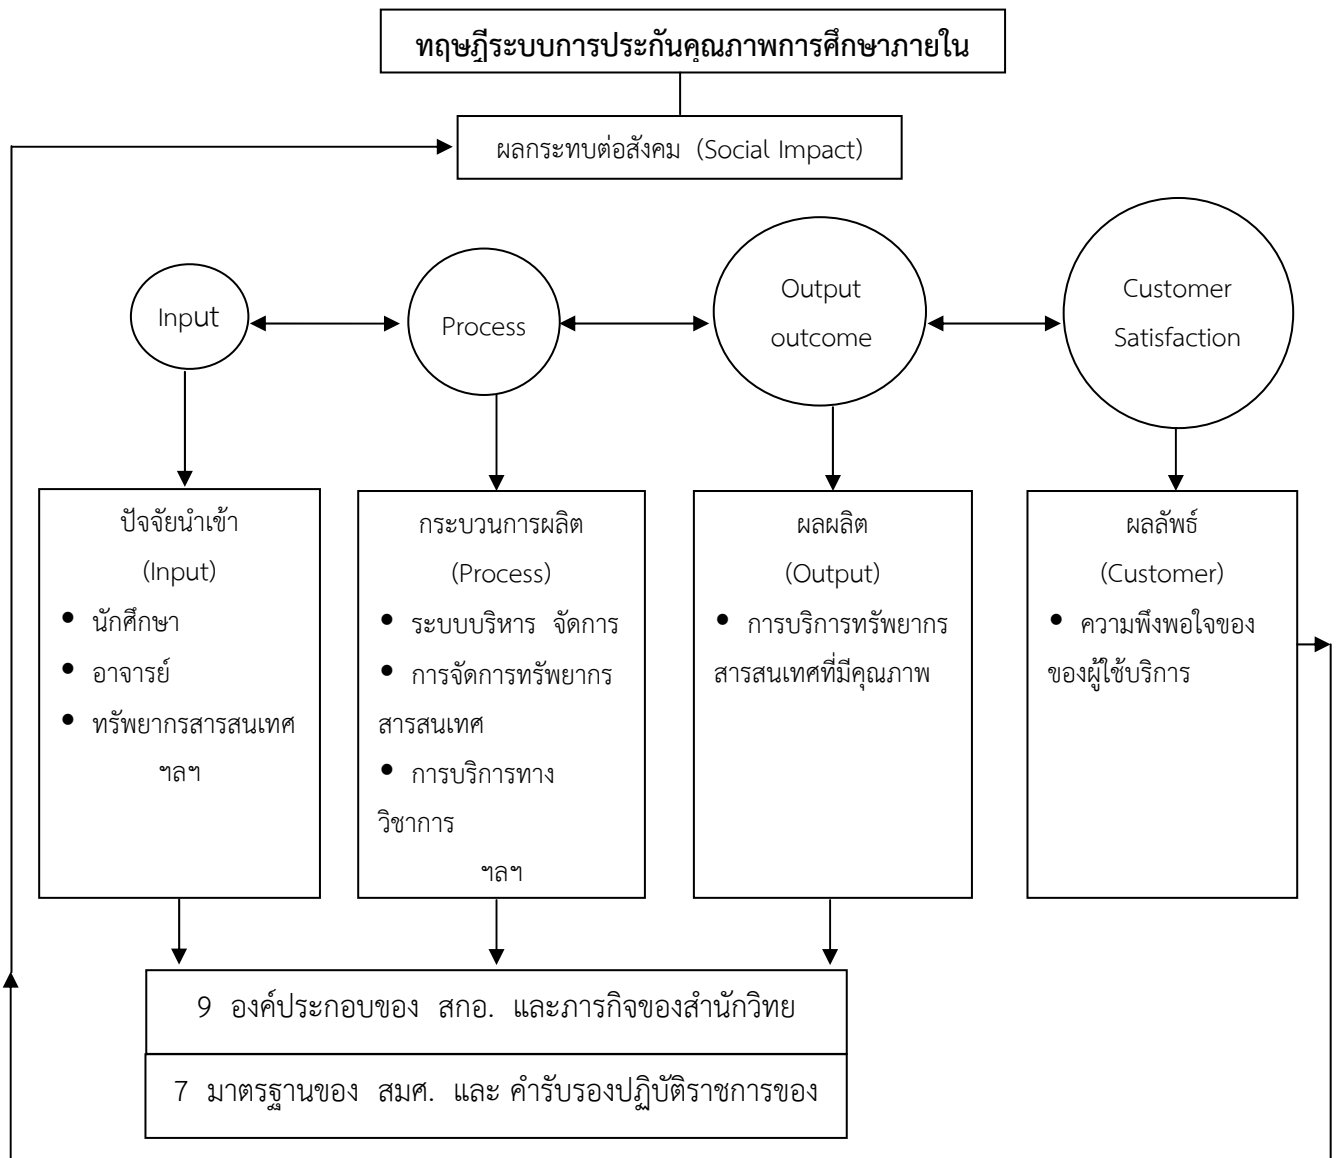 ทฤษฎีระบบการประกันคุณภาพการศึกษาภายใน
ผลกระทบต่อสังคม (Social Impact)
Input
Process
Output
outcome
Customer
Satisfaction
ปัจจัยนำเข้า
(Input)
• นักศึกษา
• อาจารย์
• ทรัพยากรสารสนเทศ
ฯลฯ
กระบวนการผลิต
(Process)
• ระบบบริหาร จัดการ
• การจัดการทรัพยากร
สารสนเทศ
• การบริการทาง
วิชาการ
ฯลฯ
ผลผลิต
(Output)
• การบริการทรัพยากร
สารสนเทศที่มีคุณภาพ
ผลลัพธ์
(Customer)
• ความพึงพอใจของ
ของผู้ใช้บริการ
9 องค์ประกอบของ สกอ. และภารกิจของสำนักวิทย
7 มาตรฐานของ สมศ. และ คำรับรองปฏิบัติราชการของ